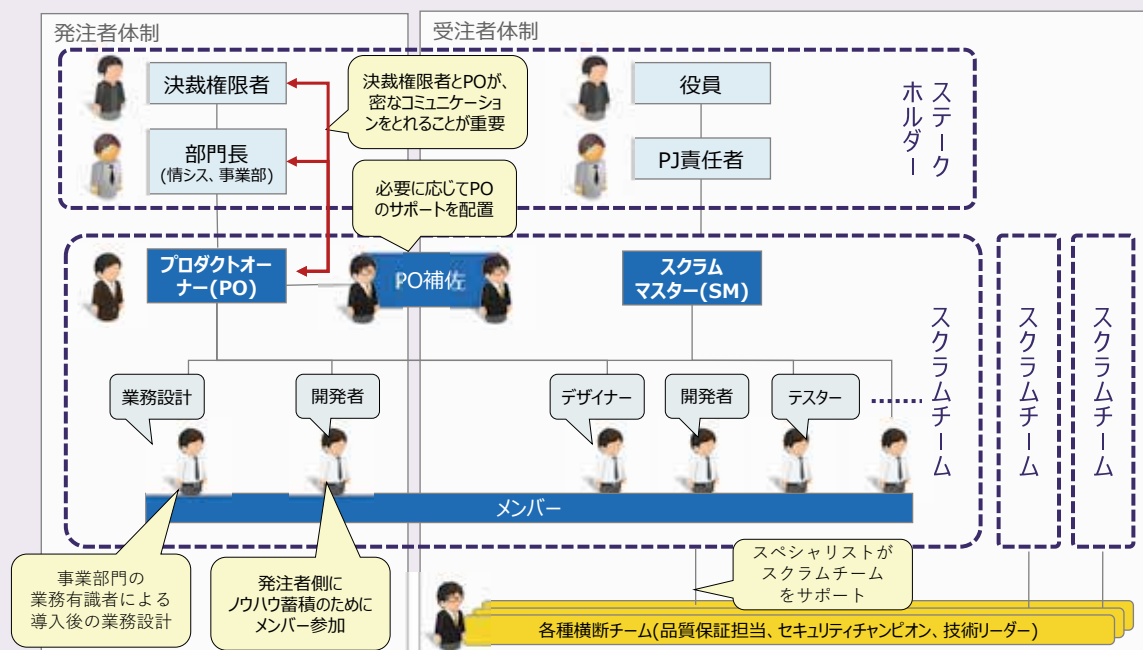 発注者体制
受注者体制
決裁権限者
部門長
(情シス、事業部)
決裁権限者とPOが、
密なコミュニケーショ
ンをとれることが重要
役員
PJ責任者
ステーク
ホルダー
必要に応じてPO
のサポートを配置
プロダクトオー
ナー(PO)
PO補佐
スクラム
マスター(SM)
業務設計
開発者
デザイナー
開発者
テスター
スクラムチーム
スクラムチーム
スクラムチーム
メンバー
事業部門の
業務有識者による
導入後の業務設計
発注者側に
ノウハウ蓄積のために
メンバー参加
スペシャリストが
スクラムチーム
をサポート
各種横断チーム(品質保証担当、セキュリティチャンピオン、技術リーダー)